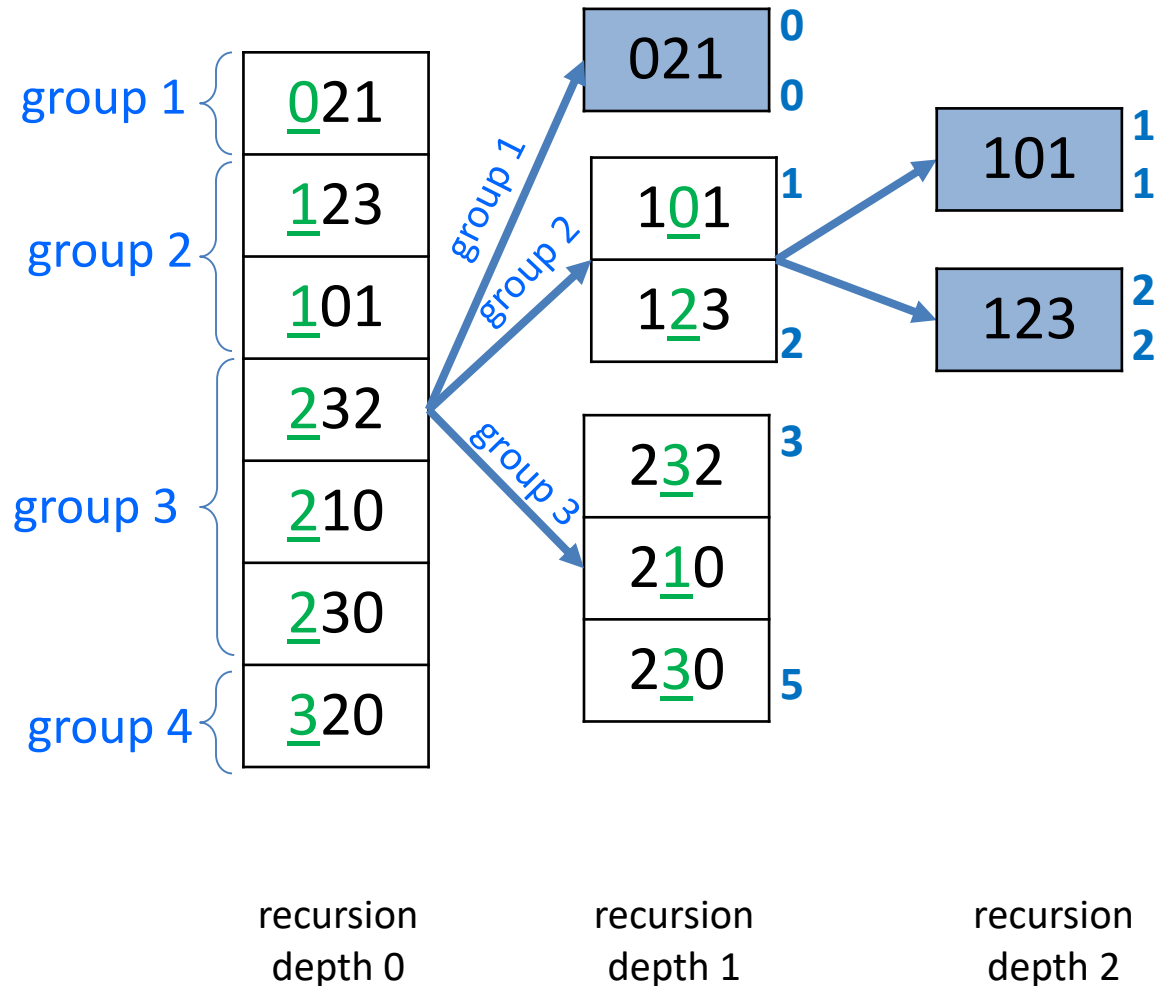 group 1
group 2
group 3
group 4
021
123
101
232
210
230
320
recursion
depth 0
group 1
group 2
group 3
021
0
0
101
1
123
2
232
3
210
230
5
recursion
depth 1
101
1
1
123
2
2
recursion
depth 2